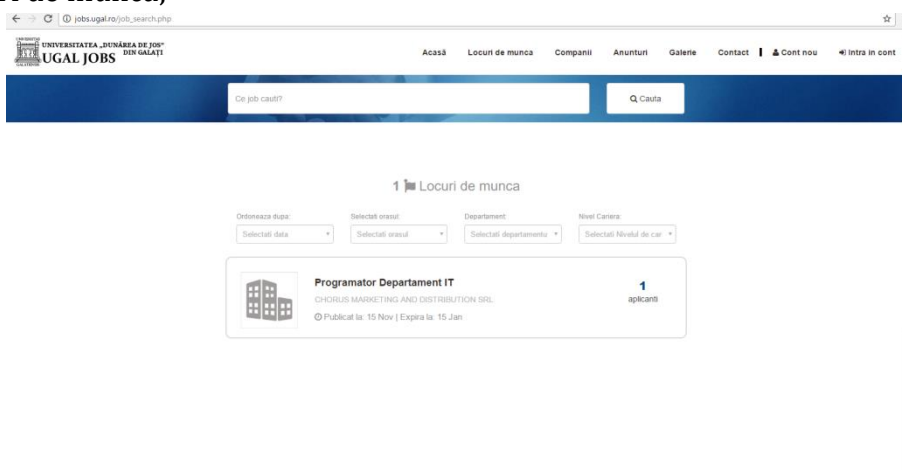 de munca,
jobs.ugal.ro/job_search.php
UNIVERSITATEA „DUNĂREA DE JOS"
DIN GALAȚI
UGAL JOBS
Acasă Locuri de munca Companii Anunturi Galerie Contact Cont nou Intra in cont
Ce job cauti?
Cauta
1 Locuri de munca
Ordoneaza dupa: Selectati orasul: Departament: Nivel Cariera:
Selectati data Selectati orasul Selectati departamentu Selectati Nivelul de car
Programator Departament IT
CHORUS MARKETING AND DISTRIBUTION SRL
Publicat la: 15 Nov | Expira la: 15 Jan
1
aplicanti